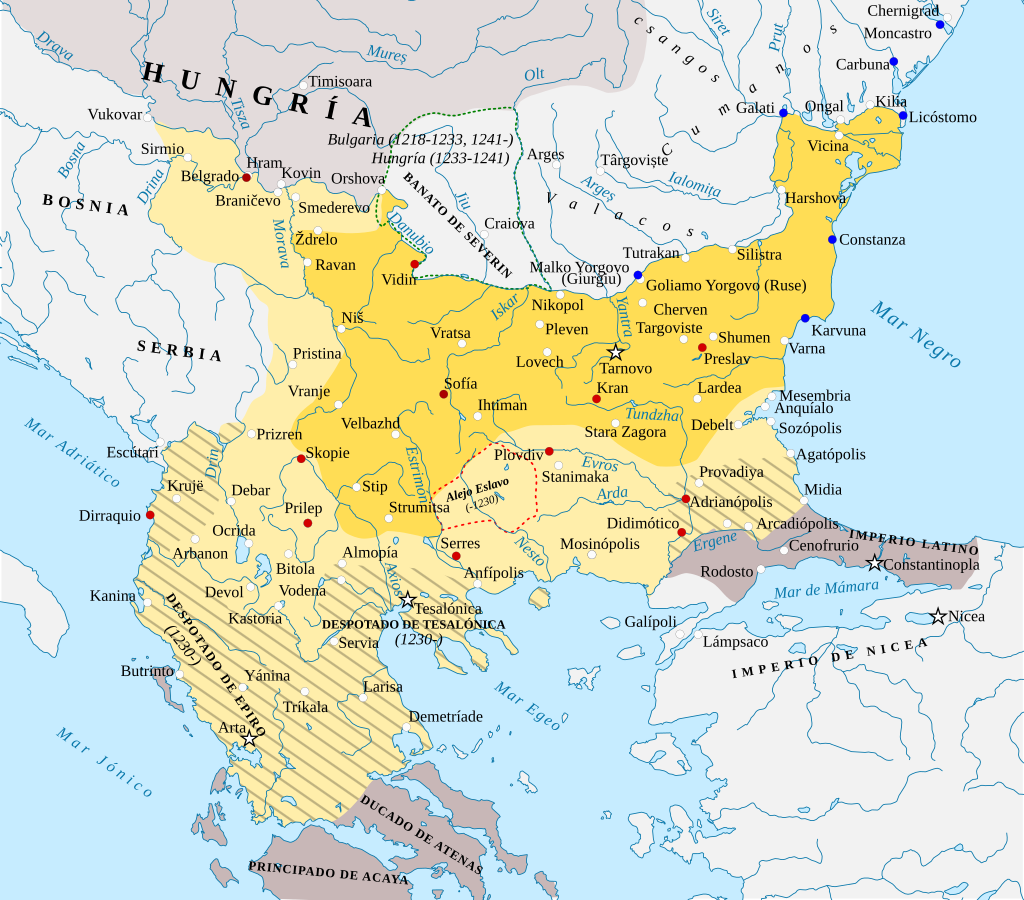 Chernigrad
Moncastro
Drava
HUNGRÍA
Mureş
Olt
Siret
Prut
csangos
cumanos
Carbuna
Timisoara
Tisza
Vukovar
Galati
Ongal
Kilia
Licóstomo
Bulgaria (1218-1233, 1241-)
Hungría (1233-1241)
Vicina
Sirmio
Bosna
Drina
Hram
Belgrado
Kovin
Orshova
Arges
Târgovişte
Argeş
Ialomita
BOSNIA
Braničevo
Smederevo
BANATO DE SEVERIN
Jiu
Craiova
Valacos
Harshova
Morava
Ždrelo
Ravan
Danubio
Vidin
Constanza
Tutrakan
Silistra
Malko Yorgovo
(Giurgiu)
Goliamo Yorgovo (Ruse)
Mar Negro
Niš
Iskar
Nikopol
Yantra
Cherven
Vratsa
Pleven
Targoviste
Shumen
Karvuna
SERBIA
Pristina
Lovech
Tarnovo
Preslav
Varna
Vranje
Sofía
Kran
Lardea
Mesembria
Anquialo
Sozópolis
Ihtiman
Tundzha
Velbazhd
Stara Zagora
Debelt
Mar Adriático
Prizren
Escútari
Drin
Skopie
Plovdiv
Evros
Stanimaka
Agatópolis
Provadiya
Krujë
Debar
Stip
Estrimón
Alejo Eslavo
(-1230)
Arda
Adrianópolis
Midia
Dirraquio
Prilep
Strumitsa
Didimótico
Arcadiópolis
Ocrida
Arbanon
Serres
Nesto
Mosinópolis
Ergene
IMPERIO LATINO
Cenofrurio
Constantinopla
Almopía
Bitola
Anfípolis
Rodosto
Axios
Kanina
Devol
Vodena
Mar de Mármara
Kastoria
Tesalónica
DESPOTADO DE TESALÓNICA
(1230-)
Galípoli
Nicea
Lámpsaco
IMPERIO DE NICEA
DESPOTADO DE EPIRO
(1230-)
Servia
Butrinto
Yánina
Larisa
Tríkala
Mar Egeo
Demetríade
Arta
Mar Jónico
DUCADO DE ATENAS
PRINCIPADO DE ACAYA